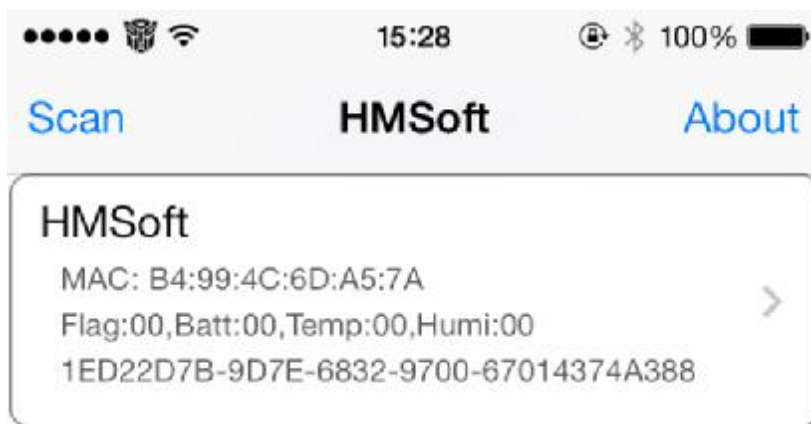 15:28 100%
Scan HMSoft About
HMSoft
MAC: B4:99:4C:6D:A5:7A
Flag:00,Batt:00,Temp:00,Humi:00
1ED22D7B-9D7E-6832-9700-67014374A388